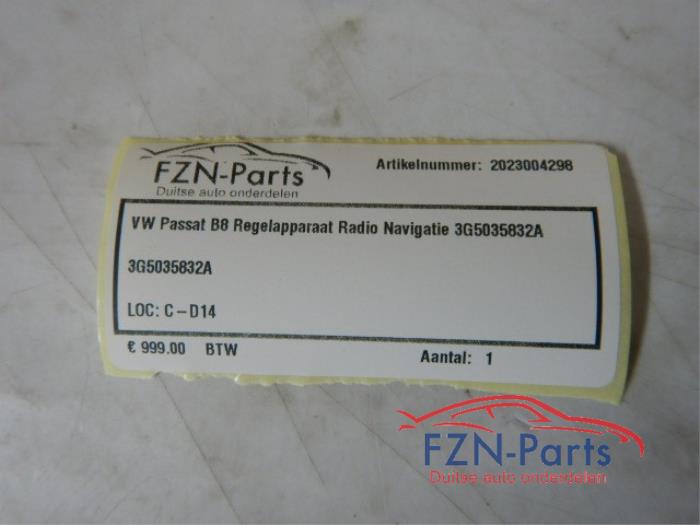 FZN-Parts
Duitse auto onderdelen
Artikelnummer: 2023004298
VW Passat B8 Regelapparaat Radio Navigatie 3G5035832A
3G5035832A
LOC: C-D14
€ 999.00 BTW
Aantal: 1
FZN-Parts
Duitse auto onderdelen